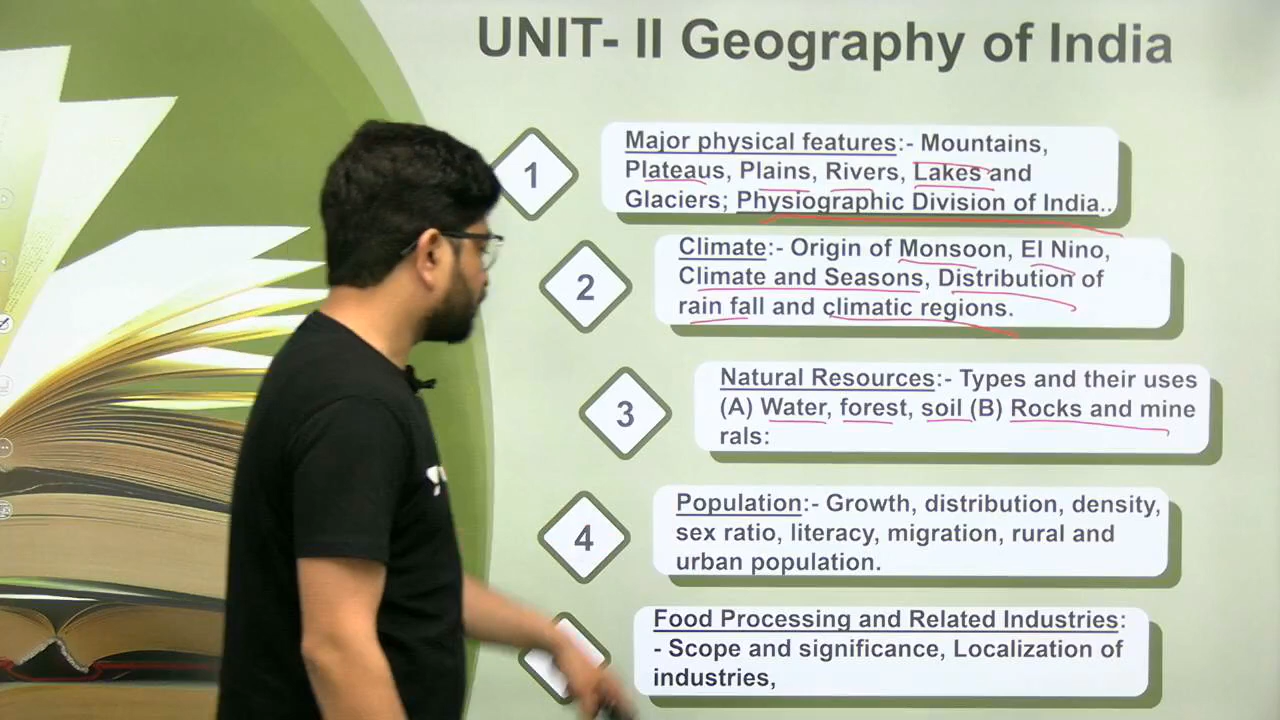 UNIT- II Geography of India
1
Major physical features:- Mountains,
Plateaus, Plains, Rivers, Lakes and
Glaciers; Physiographic Division of India..
2
Climate:- Origin of Monsoon, El Nino,
Climate and Seasons, Distribution of
rain fall and climatic regions.
3
Natural Resources:- Types and their uses
(A) Water, forest, soil (B) Rocks and mine
rals:
4
Population:- Growth, distribution, density,
sex ratio, literacy, migration, rural and
urban population.
Food Processing and Related Industries:
- Scope and significance, Localization of
industries,